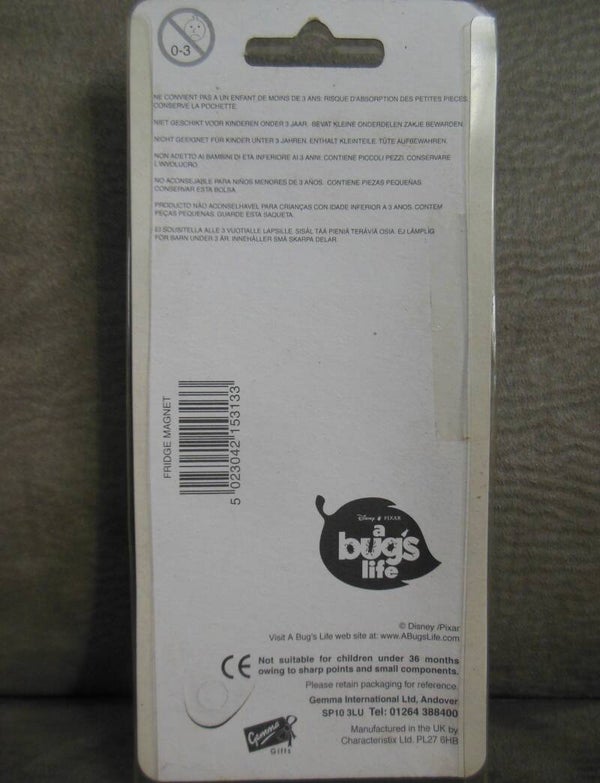 0-3
NE CONVIENT PAS A UN ENFANT DE MOINS DE 3 ANS. RISQUE D'ABSORPTION DES PETITES PIECES.
CONSERVE LA POCHETTE.
NIET GESCHIKT VOOR KINDEREN ONDER 3 JAAR. BEVAT KLEINE ONDERDELEN ZAKJE BEWARDEN.
NICHT GEEIGNET FÜR KINDER UNTER 3 JAHREN. ENTHALT KLEINTEILE. TÜTE AUFBEWAHREN.
NON ADETTO AI BAMBINI DI ETA INFERIORE AI 3 ANNI. CONTIENE PICCOLI PEZZI. CONSERVARE
L'INVOLUCRO.
NO ACONSEJABLE PARA NIÑOS MENORES DE 3 AÑOS. CONTIENE PIEZAS PEQUEÑAS.
CONSERVAR ESTA BOLSA.
PRODUCTO NÃO ACONSELHAVEL PARA CRIANÇAS CON IDADE INFERIOR A 3 ANOS. CONTEM
PEÇAS PEQUENAS. GUARDE ESTA SAQUETA.
EI SOUSITELLA ALLE 3 VUOTIALLE LAPSILLE. SISÄL TÄÄ PIENIÄ TERÄVIÄ OSIA. EJ LÄMPLIG
FÖR BARN UNDER 3 ÅR. INNEHÅLLER SMÅ SKARPA DELAR.
FRIDGE MAGNET
5 023042 153133
Disney PIXAR
a
bug's
life
© Disney /Pixar
Visit A Bug's Life web site at: www.ABugsLife.com
CE Not suitable for children under 36 months
owing to sharp points and small components.
Please retain packaging for reference.
Gemma International Ltd, Andover
SP10 3LU Tel: 01264 388400
Manufactured in the UK by
Characteristix Ltd. PL27 6HB
Gemma
Gifts